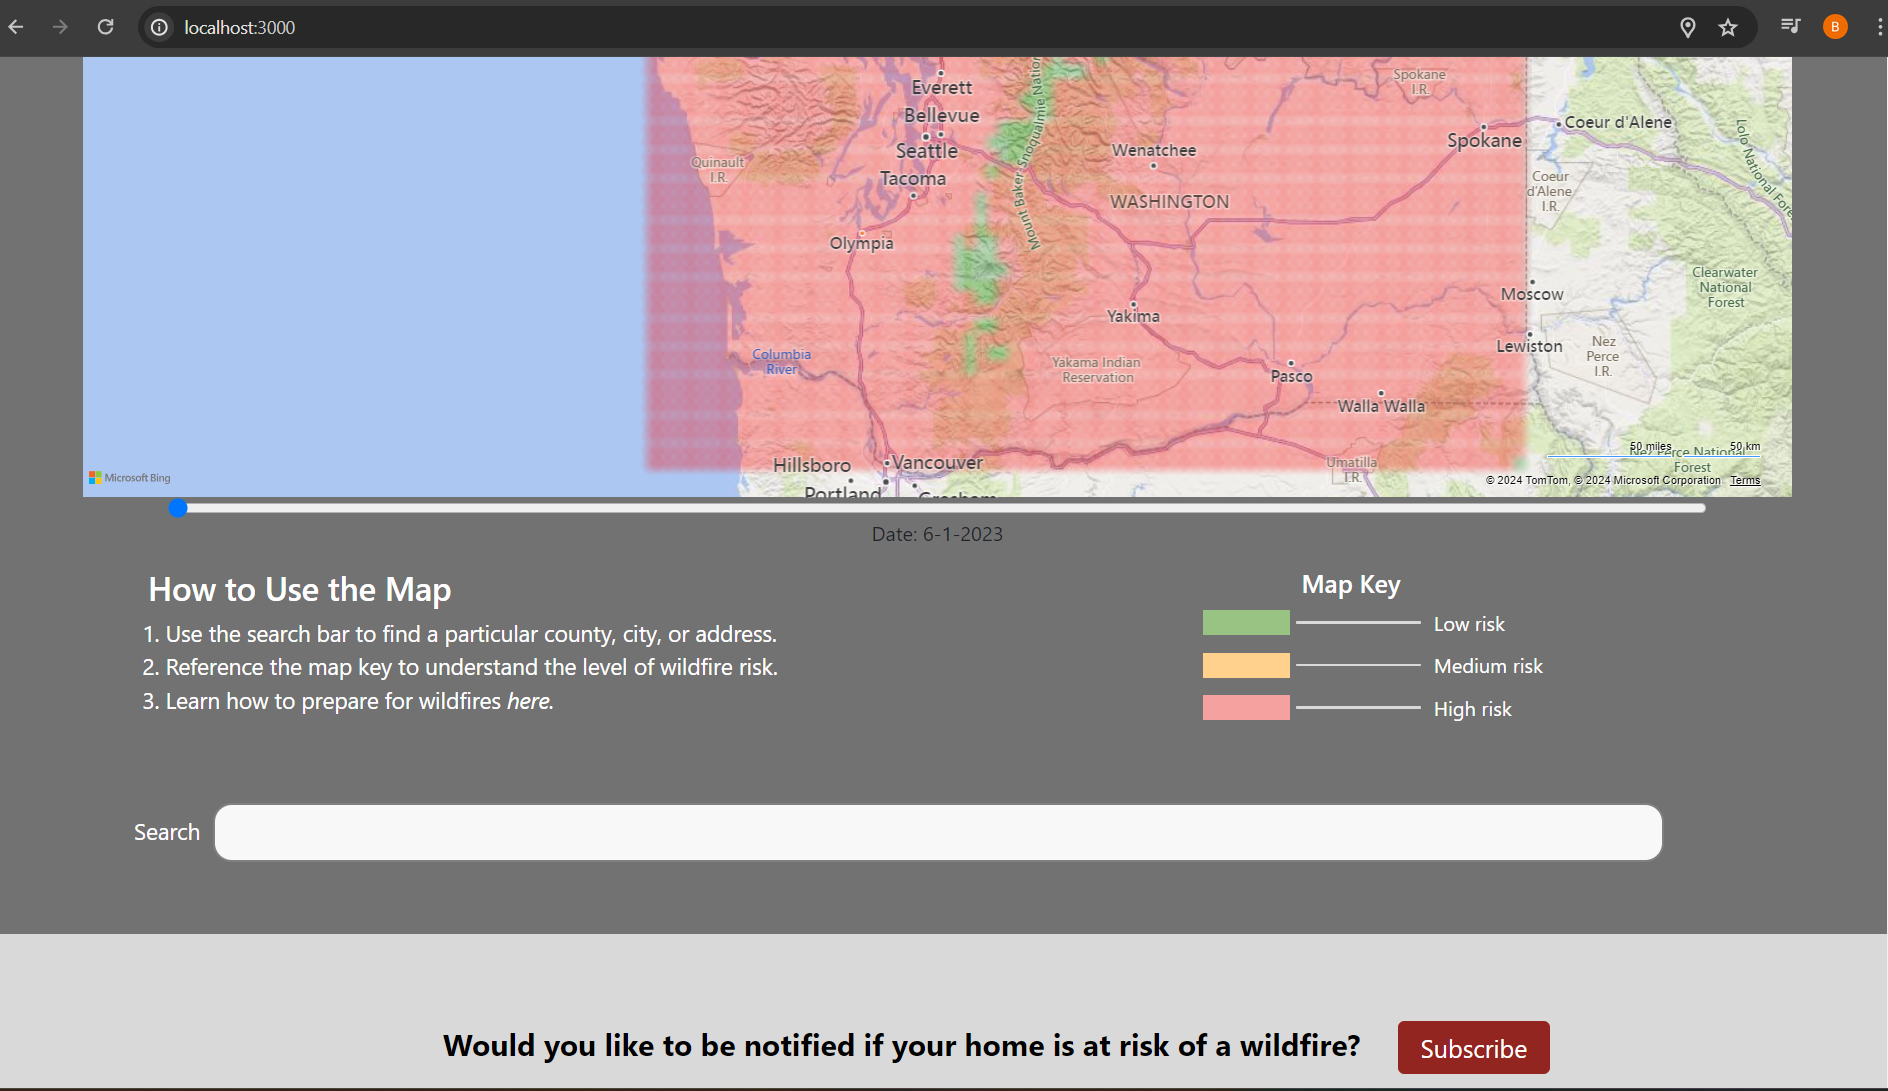 localhost:3000
B
Everett
Bellevue
Seattle
Tacoma
Olympia
Quinault
I.R.
Mount Baker Snoqualmie Nation
Wenatchee
WASHINGTON
Spokane
I.R.
Spokane
Coeur d'Alene
Coeur
d'Alene
I.R.
Lolo National Fore
Clearwater
National
Forest
Moscow
Lewiston
Nez
Perce
I.R.
Yakima
Yakama Indian
Reservation
Columbia
River
Pasco
Walla Walla
Umatilla
I.R.
Hillsboro
Vancouver
Portland
Gresham
Nez Perce National
Forest
50 miles
50 km
Microsoft Bing
© 2024 TomTom, © 2024 Microsoft Corporation Terms
Date: 6-1-2023
How to Use the Map
1. Use the search bar to find a particular county, city, or address.
2. Reference the map key to understand the level of wildfire risk.
3. Learn how to prepare for wildfires here.
Map Key
Low risk
Medium risk
High risk
Search
Would you like to be notified if your home is at risk of a wildfire?
Subscribe